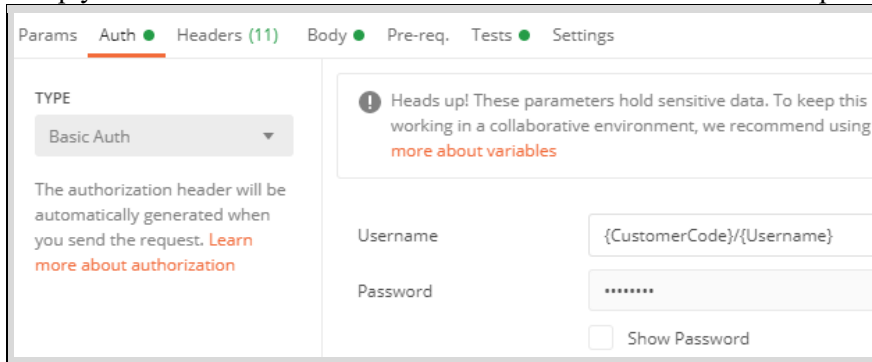 Params Auth Headers (11) Body Pre-req. Tests Settings
TYPE
Basic Auth
The authorization header will be
automatically generated when
you send the request. Learn
more about authorization
Heads up! These parameters hold sensitive data. To keep this
working in a collaborative environment, we recommend using
more about variables
Username {CustomerCode}/{Username}
Password ••••••••
Show Password